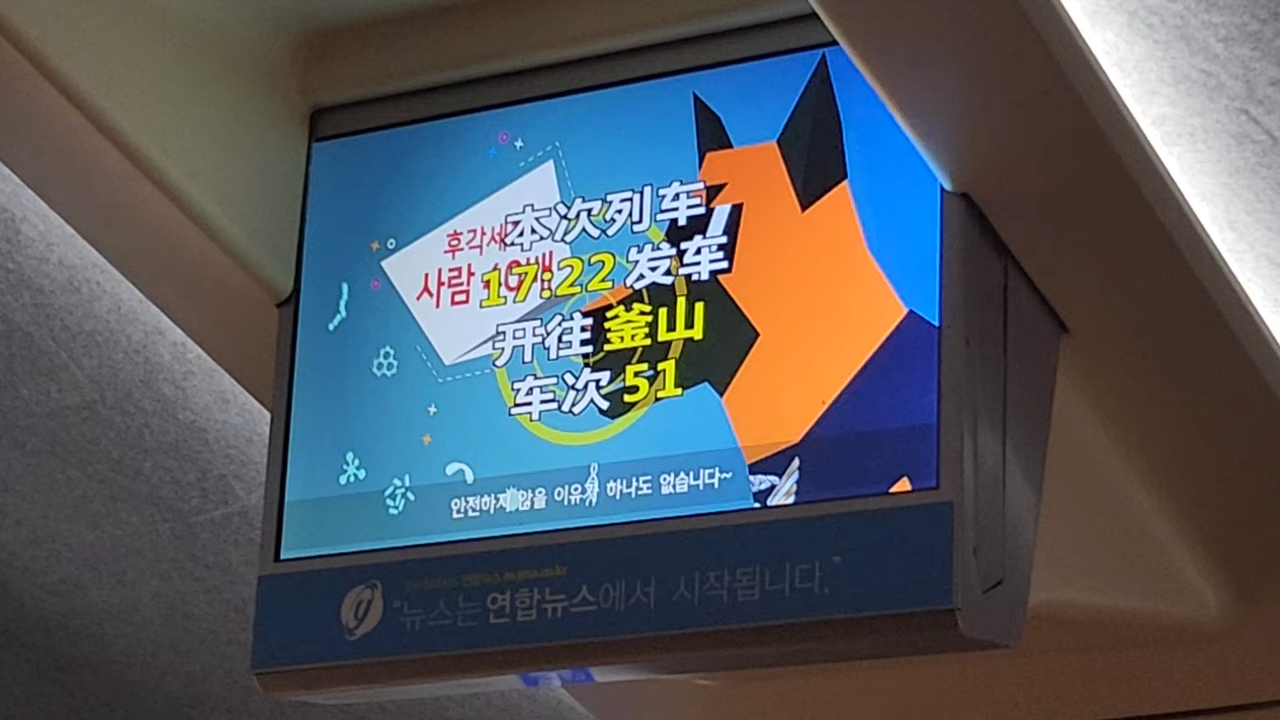 후각세
사람
本次列车
17:22 发车
开往 釜山
车次 51
안전하지 않을 이유가 하나도 없습니다~
"뉴스는 연합뉴스에서 시작됩니다."